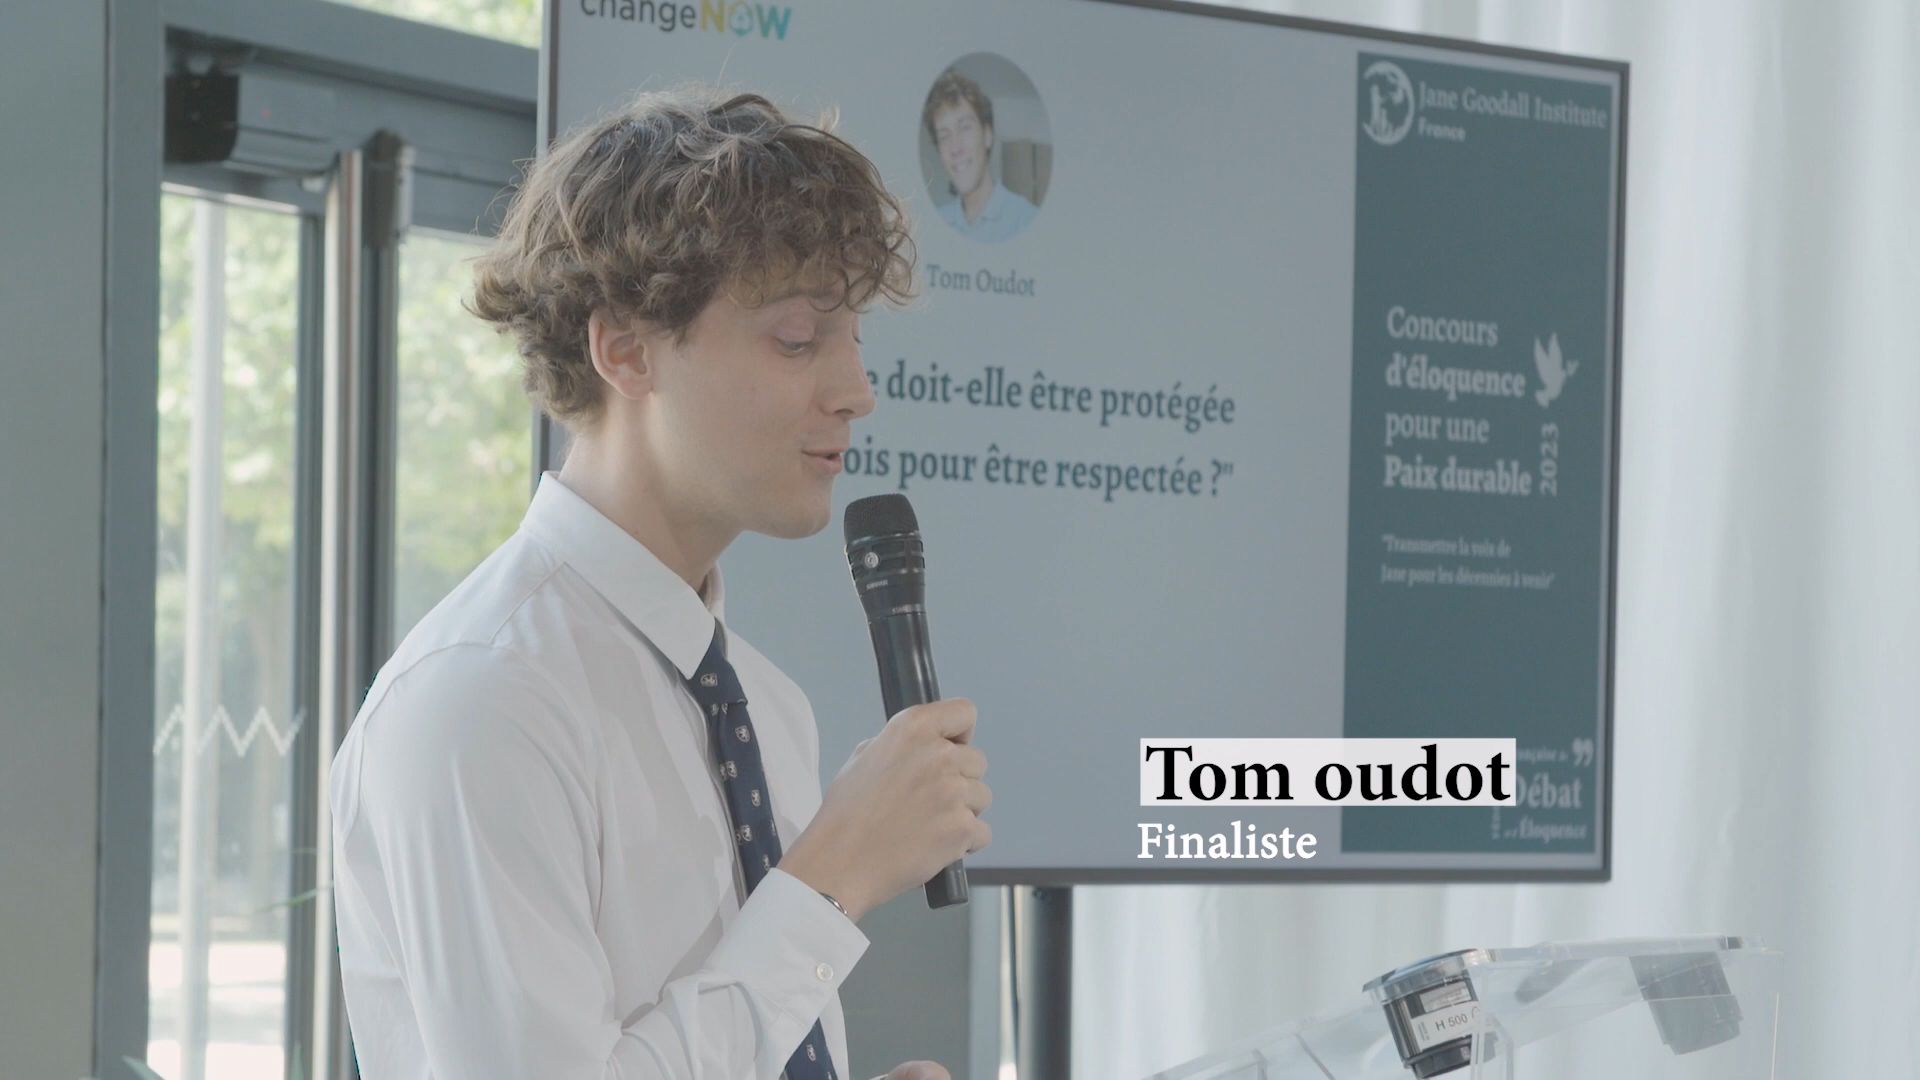 changeNOW
Jane Goodall Institute
France
Tom Oudot
doit-elle être protégée
pour être respectée ?"
Concours
d'éloquence
pour une
Paix durable
2023
"Transmettre la voix de
Jane pour les décennies à venir"
Tom oudot
Finaliste
Débat
Éloquence
H 500